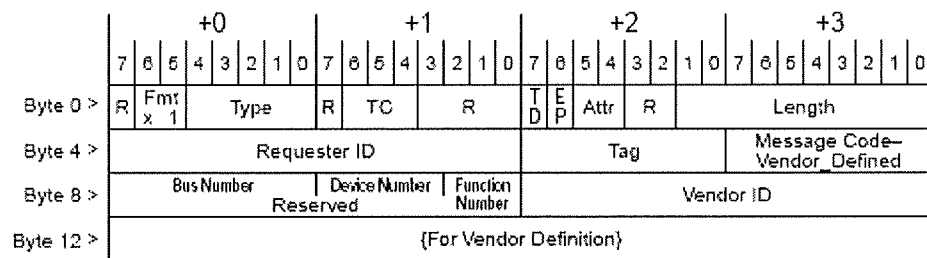 +0 +1 +2 +3
7 6 5 4 3 2 1 0 7 6 5 4 3 2 1 0 7 6 5 4 3 2 1 0 7 6 5 4 3 2 1 0
Byte 0 > R Fmt x 1 Type R TC R TD EP Attr R Length
Byte 4 > Requester ID Tag Message Code– Vendor_Defined
Byte 8 > Bus Number Device Number Function Number Reserved Vendor ID
Byte 12 > {For Vendor Definition}